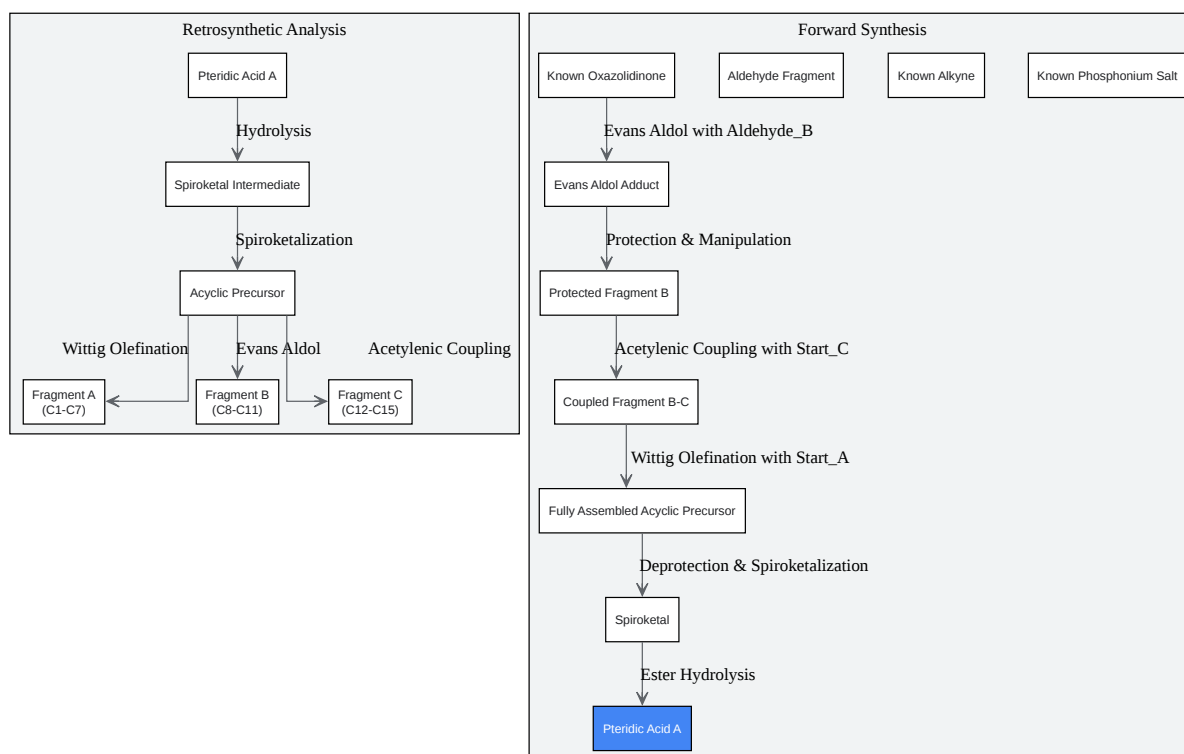 Retrosynthetic Analysis
Pteridic Acid A
Hydrolysis
Spiroketal Intermediate
Spiroketalization
Acyclic Precursor
Wittig Olefination
Evans Aldol
Acetylenic Coupling
Fragment A
(C1-C7)
Fragment B
(C8-C11)
Fragment C
(C12-C15)
Forward Synthesis
Known Oxazolidinone
Aldehyde Fragment
Known Alkyne
Known Phosphonium Salt
Evans Aldol with Aldehyde_B
Evans Aldol Adduct
Protection & Manipulation
Protected Fragment B
Acetylenic Coupling with Start_C
Coupled Fragment B-C
Wittig Olefination with Start_A
Fully Assembled Acyclic Precursor
Deprotection & Spiroketalization
Spiroketal
Ester Hydrolysis
Pteridic Acid A